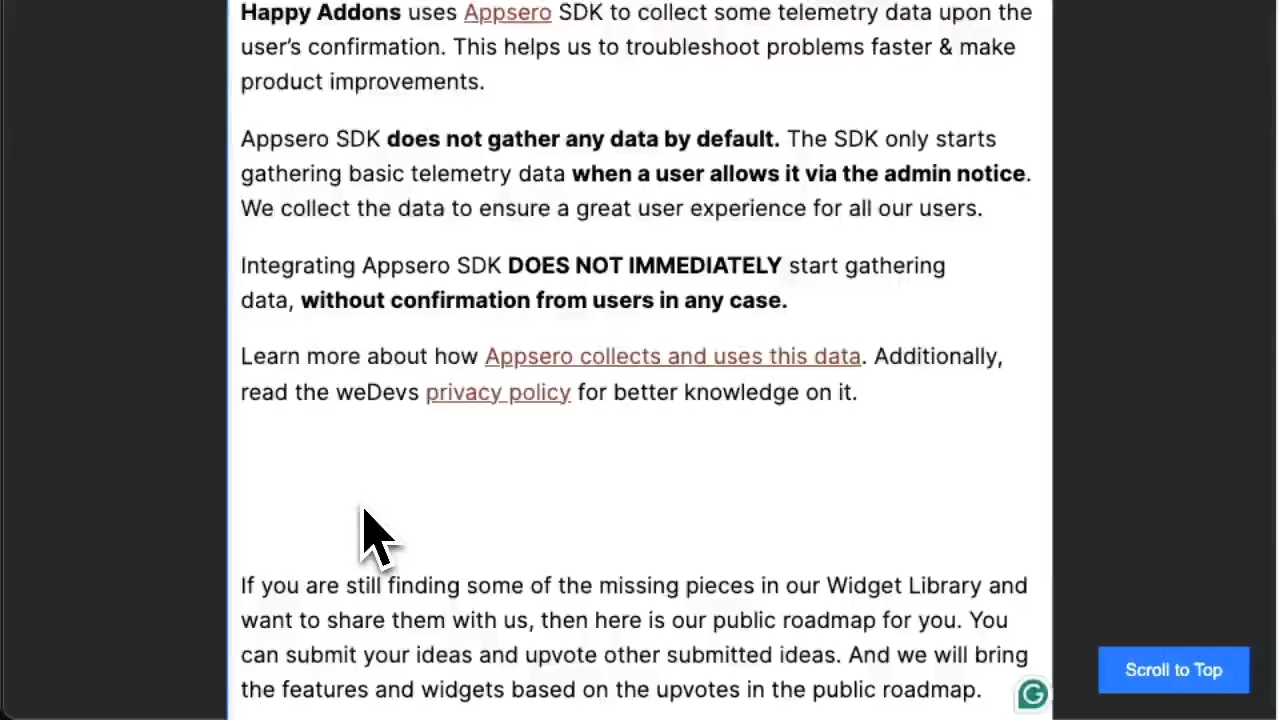 Happy Addons uses Appsero SDK to collect some telemetry data upon the
user’s confirmation. This helps us to troubleshoot problems faster & make
product improvements.
Appsero SDK does not gather any data by default. The SDK only starts
gathering basic telemetry data when a user allows it via the admin notice.
We collect the data to ensure a great user experience for all our users.
Integrating Appsero SDK DOES NOT IMMEDIATELY start gathering
data, without confirmation from users in any case.
Learn more about how Appsero collects and uses this data. Additionally,
read the weDevs privacy policy for better knowledge on it.
If you are still finding some of the missing pieces in our Widget Library and
want to share them with us, then here is our public roadmap for you. You
can submit your ideas and upvote other submitted ideas. And we will bring
the features and widgets based on the upvotes in the public roadmap.
Scroll to Top